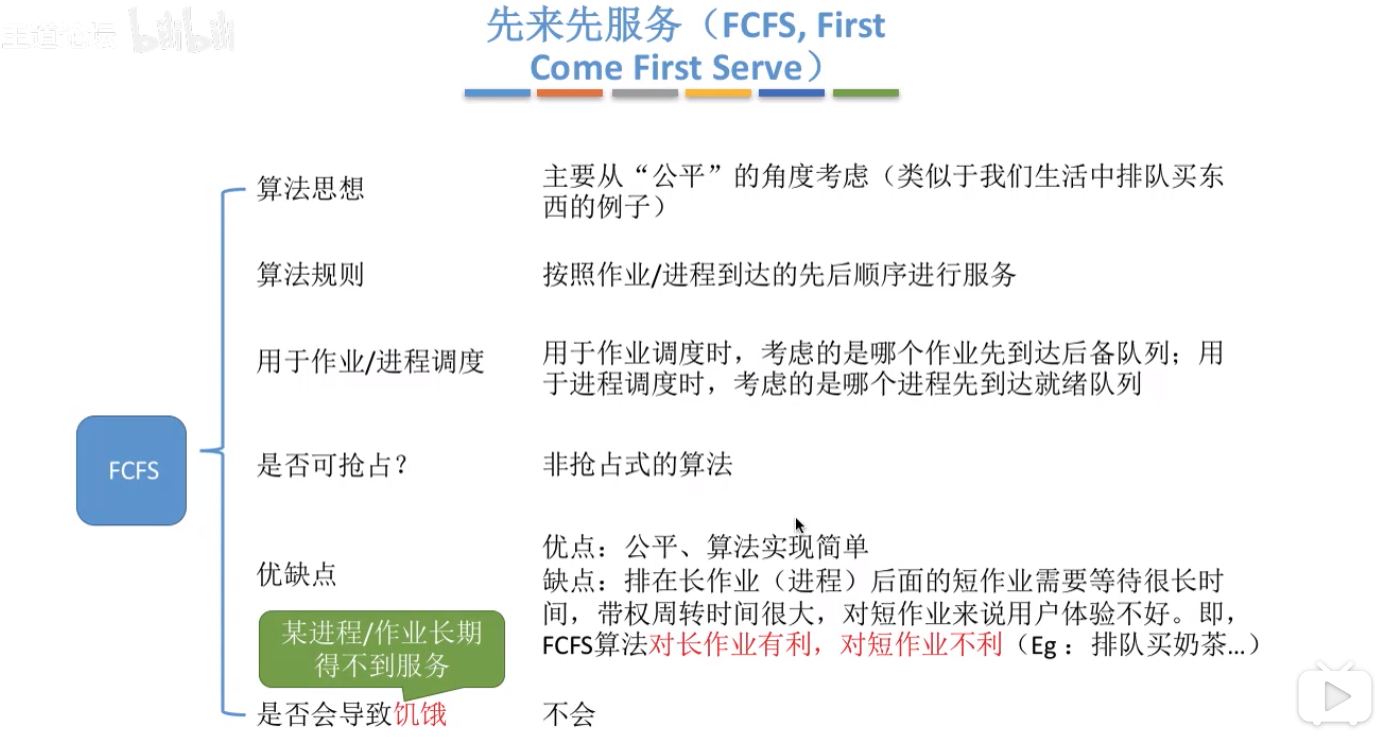 王道论坛 bilibili
先来先服务（FCFS, First
Come First Serve）
算法思想
主要从“公平”的角度考虑（类似于我们生活中排队买东
西的例子）
算法规则
按照作业/进程到达的先后顺序进行服务
用于作业/进程调度
用于作业调度时，考虑的是哪个作业先到达后备队列；用
于进程调度时，考虑的是哪个进程先到达就绪队列
FCFS
是否可抢占？
非抢占式的算法
优缺点
优点：公平、算法实现简单
缺点：排在长作业（进程）后面的短作业需要等待很长时
间，带权周转时间很大，对短作业来说用户体验不好。即，
FCFS算法对长作业有利，对短作业不利（Eg：排队买奶茶…）
某进程/作业长期
得不到服务
是否会导致饥饿
不会